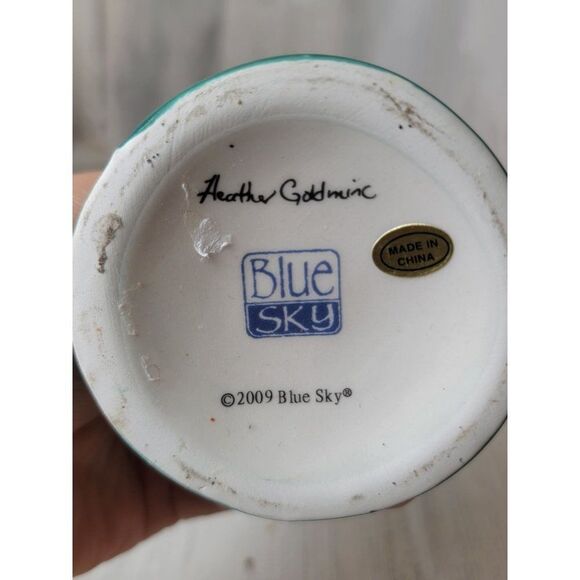 Heather Goldminc
Blue
SKY
MADE IN
CHINA
©2009 Blue Sky®